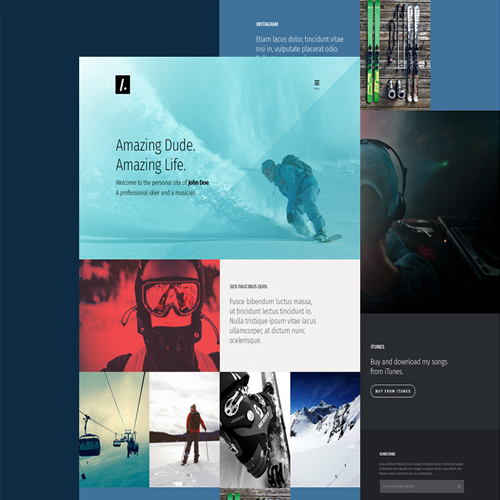 INSTAGRAM
Etiam lacus dolor, tincidunt vitae
nisi in, vulputate placerat odio.
/.
Amazing Dude.
Amazing Life.
Welcome to the personal site of John Doe
A professional skier and a musician.
SED FAUCIBUS QUIS
Fusce bibendum luctus massa,
ut tincidunt lectus tincidunt in.
Nulla tristique ipsum vitae lacus
ullamcorper, at dictum nunc
scelerisque.
ITUNES
Buy and download my songs
from iTunes.
BUY FROM ITUNES
SUBSCRIBE